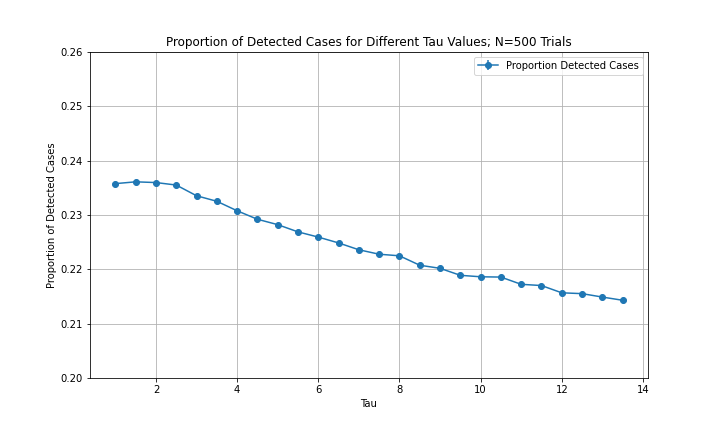 Proportion of Detected Cases for Different Tau Values; N=500 Trials
Proportion Detected Cases
Proportion of Detected Cases
0.26
0.25
0.24
0.23
0.22
0.21
0.20
2 4 6 8 10 12 14
Tau